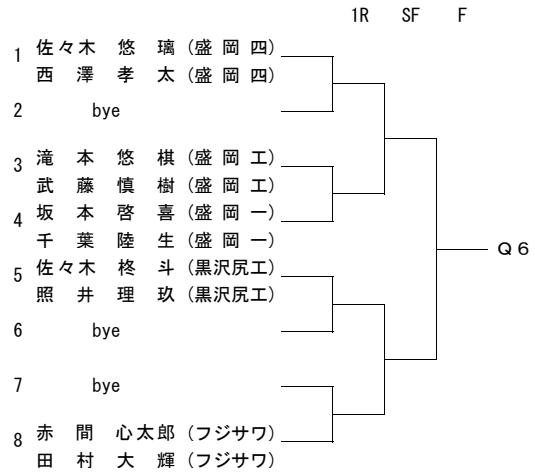 1R SF F
1 佐々木 悠 璃 (盛 岡 四)
西 澤 孝 太 (盛 岡 四)
2 bye
3 滝 本 悠 棋 (盛 岡 工)
武 藤 慎 樹 (盛 岡 工)
4 坂 本 啓 喜 (盛 岡 一)
千 葉 陸 生 (盛 岡 一)
5 佐々木 柊 斗 (黒沢尻工)
照 井 理 玖 (黒沢尻工)
6 bye
7 bye
8 赤 間 心太郎 (フジサワ)
田 村 大 輝 (フジサワ)
Q6